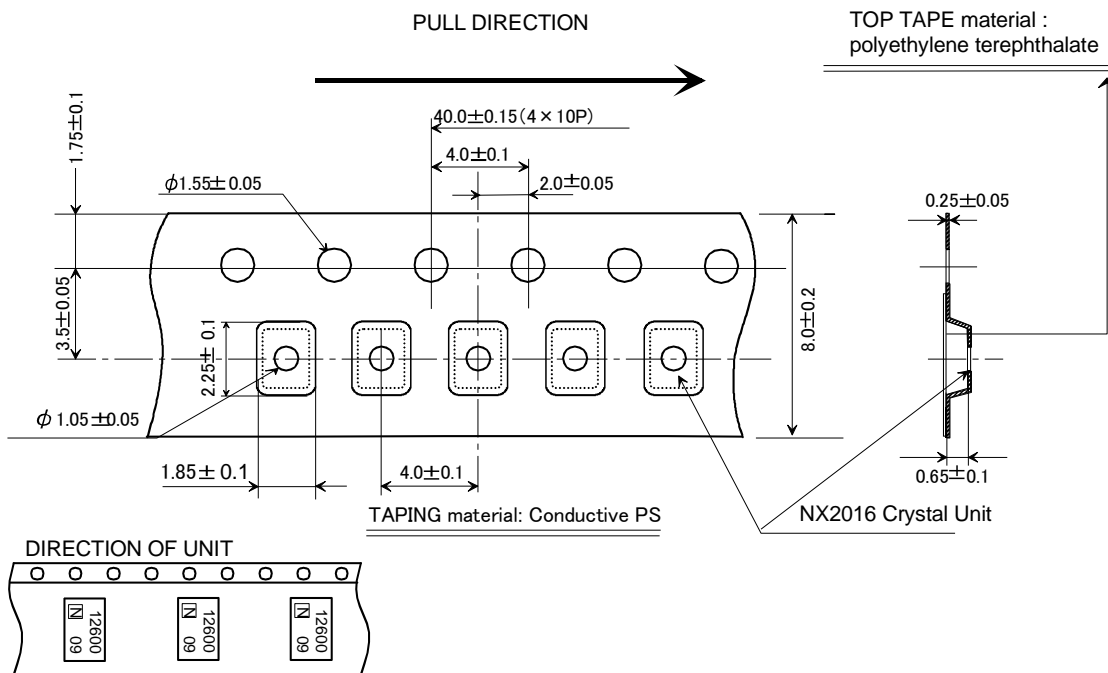 PULL DIRECTION
TOP TAPE material :
polyethylene terephthalate
1.75±0.1
40.0±0.15(4×10P)
4.0±0.1
φ1.55±0.05
2.0±0.05
0.25±0.05
3.5±0.05
2.25±0.1
8.0±0.2
φ1.05±0.05
1.85±0.1
4.0±0.1
0.65±0.1
TAPING material: Conductive PS
NX2016 Crystal Unit
DIRECTION OF UNIT
12600
N 09
12600
N 09
12600
N 09